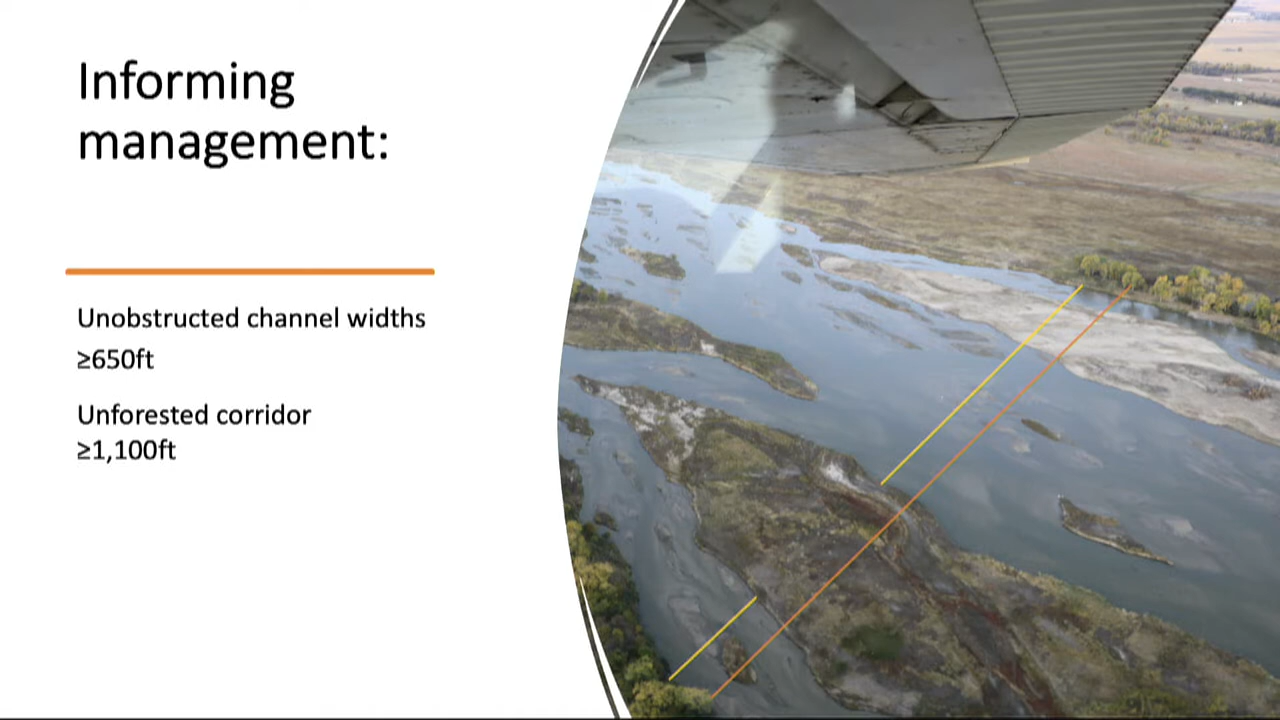 Informing
management:
Unobstructed channel widths
≥650ft
Unforested corridor
≥1,100ft